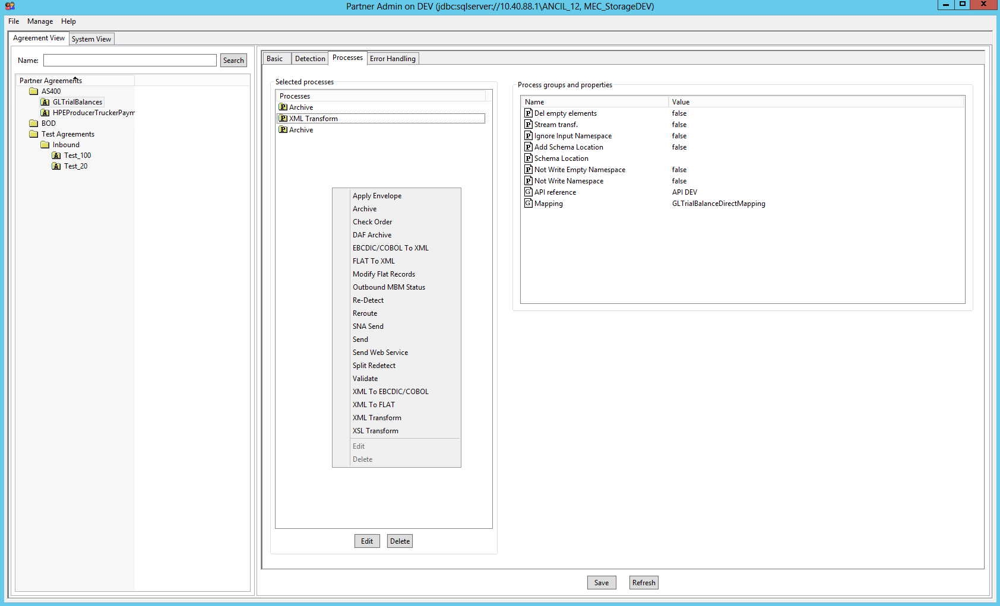 Partner Admin on DEV (jdbc:sqlserver://10.40.88.1\ANCIL_12, MEC_StorageDEV)
File Manage Help
Agreement View System View
Name: Search
Partner Agreements
AS400
GLTrialBalances
HPEProducerTruckerPaym
BOD
Test Agreements
Inbound
Test_100
Test_20
Basic Detection Processes Error Handling
Selected processes
Processes
Archive
XML Transform
Archive
Apply Envelope
Archive
Check Order
DAF Archive
EBCDIC/COBOL To XML
FLAT To XML
Modify Flat Records
Outbound MBM Status
Re-Detect
Reroute
SNA Send
Send
Send Web Service
Split Redetect
Validate
XML To EBCDIC/COBOL
XML To FLAT
XML Transform
XSL Transform
Edit
Delete
Edit Delete
Process groups and properties
Name Value
Del empty elements false
Stream transf. false
Ignore Input Namespace false
Add Schema Location false
Schema Location
Not Write Empty Namespace false
Not Write Namespace false
API reference API DEV
Mapping GLTrialBalanceDirectMapping
Save Refresh